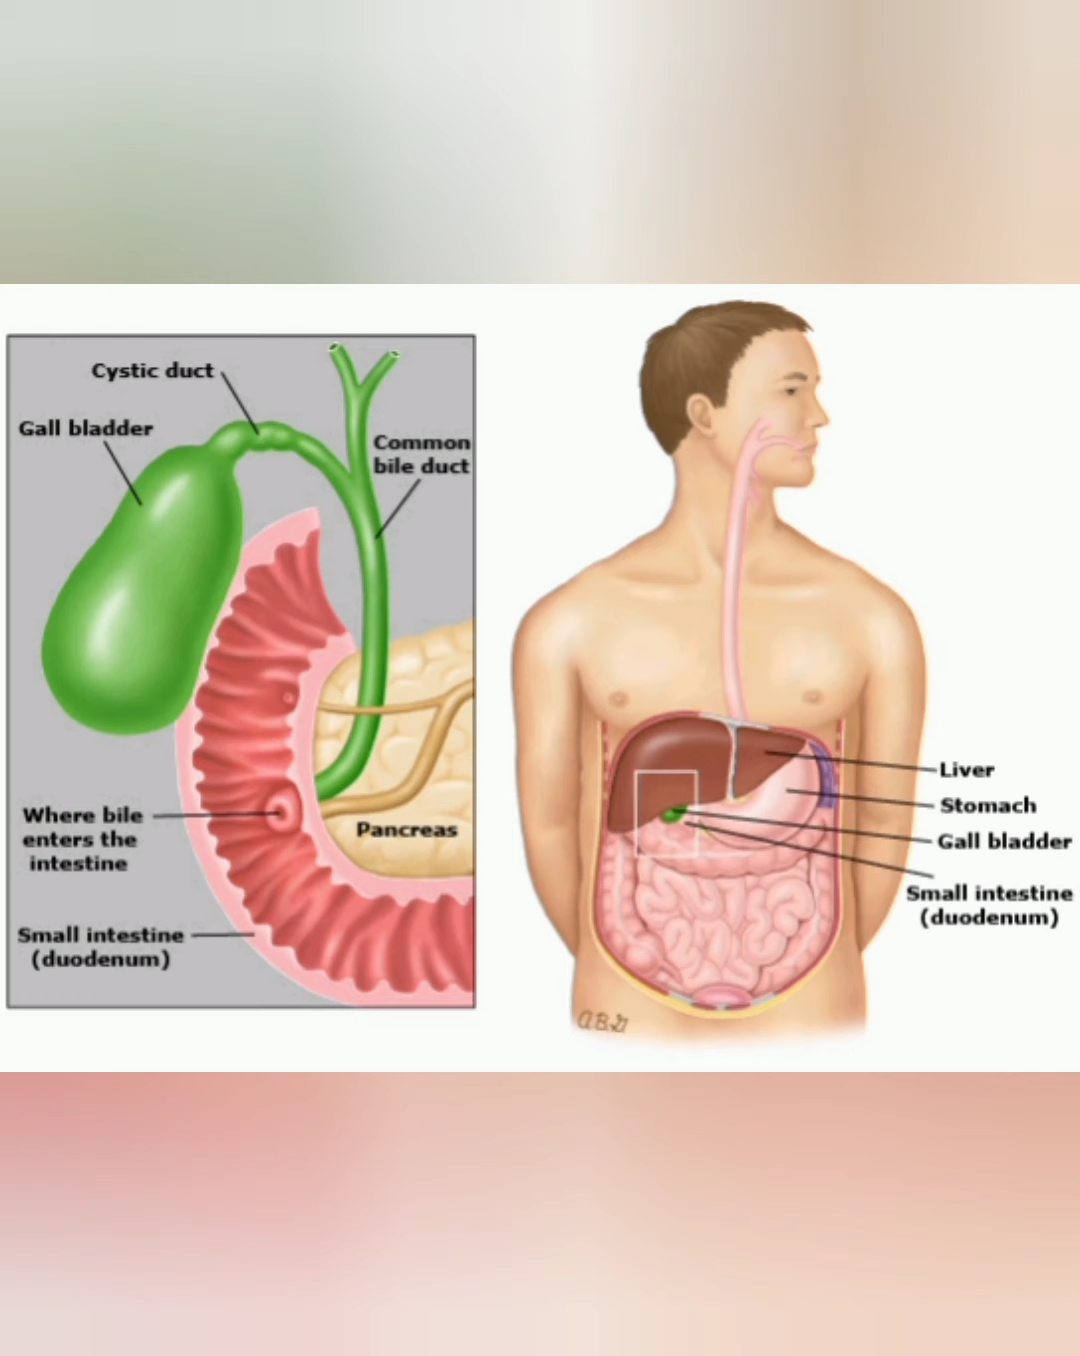 Cystic duct
Gall bladder
Common
bile duct
Where bile
enters the
intestine
Pancreas
Small intestine
(duodenum)
Liver
Stomach
Gall bladder
Small intestine
(duodenum)